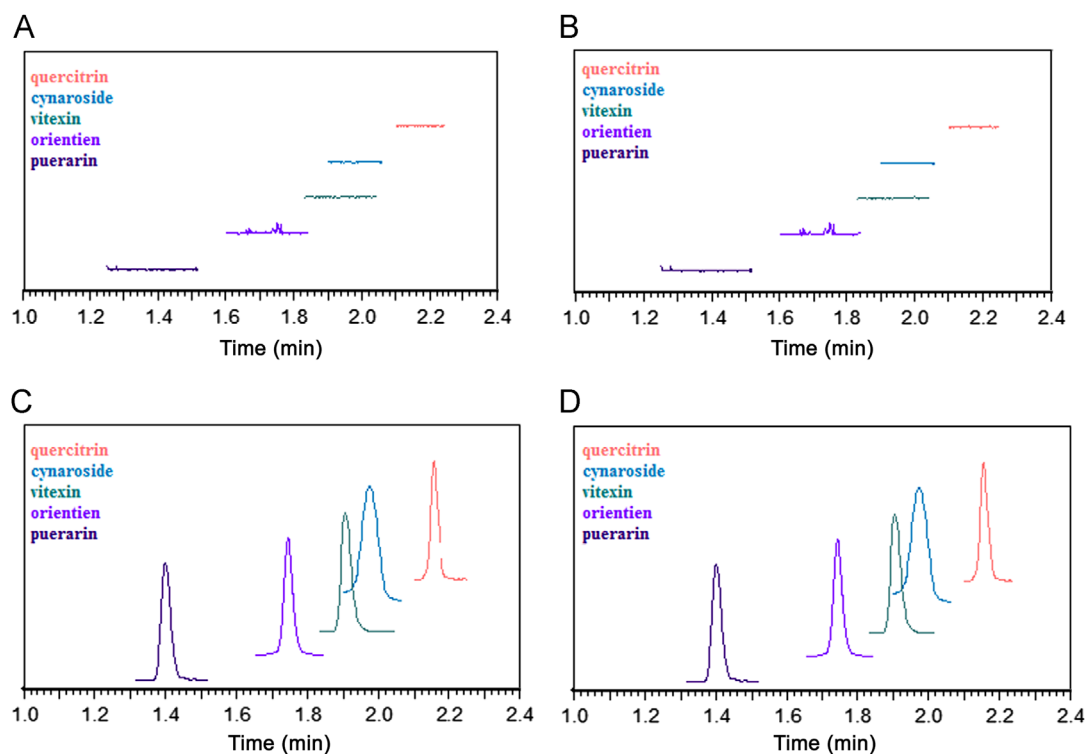 A
quercitrin
cynaroside
vitexin
orientien
puerarin
1.0 1.2 1.4 1.6 1.8 2.0 2.2 2.4
Time (min)
B
quercitrin
cynaroside
vitexin
orientien
puerarin
1.0 1.2 1.4 1.6 1.8 2.0 2.2 2.4
Time (min)
C
quercitrin
cynaroside
vitexin
orientien
puerarin
1.0 1.2 1.4 1.6 1.8 2.0 2.2 2.4
Time (min)
D
quercitrin
cynaroside
vitexin
orientien
puerarin
1.0 1.2 1.4 1.6 1.8 2.0 2.2 2.4
Time (min)